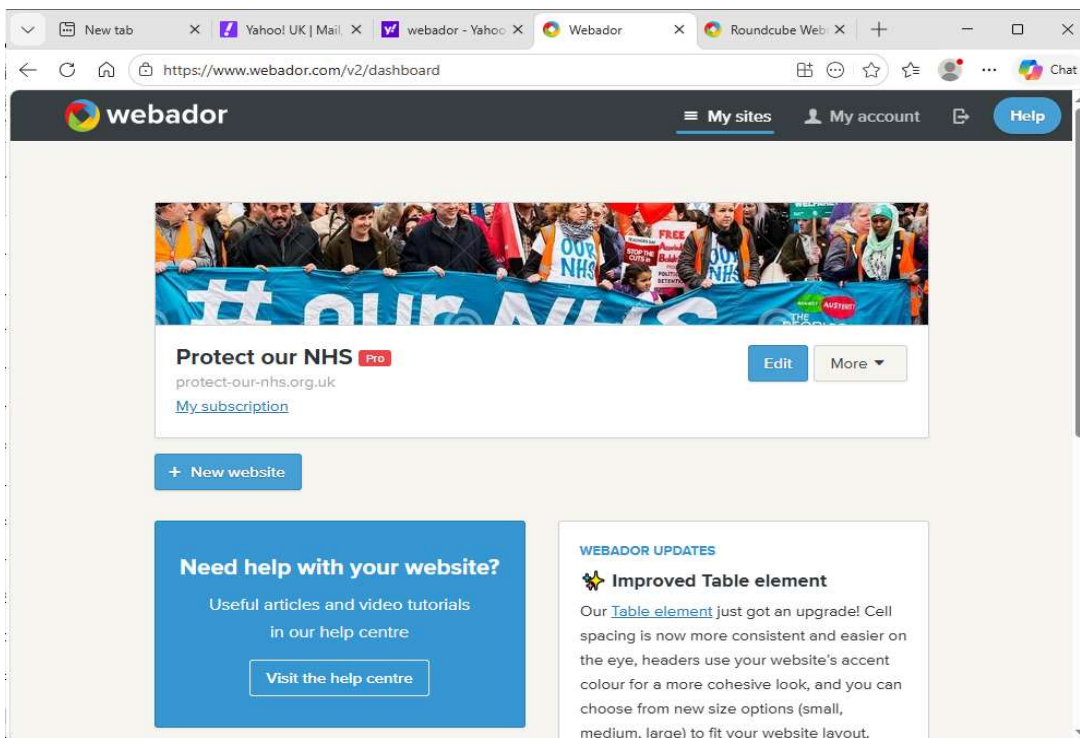 New tab
Yahoo! UK | Mail,
webador - Yahoo
Webador
Roundcube Web
https://www.webador.com/v2/dashboard
Chat
webador
My sites
My account
Help
OUR
NHS
FREE
STOP THE
CUTS
OUR
NHS
# our NHS
AUSTERITY
THE
Protect our NHS Pro
protect-our-nhs.org.uk
My subscription
Edit
More
+ New website
Need help with your website?
Useful articles and video tutorials
in our help centre
Visit the help centre
WEBADOR UPDATES
Improved Table element
Our Table element just got an upgrade! Cell
spacing is now more consistent and easier on
the eye, headers use your website's accent
colour for a more cohesive look, and you can
choose from new size options (small,
medium, large) to fit your website layout.